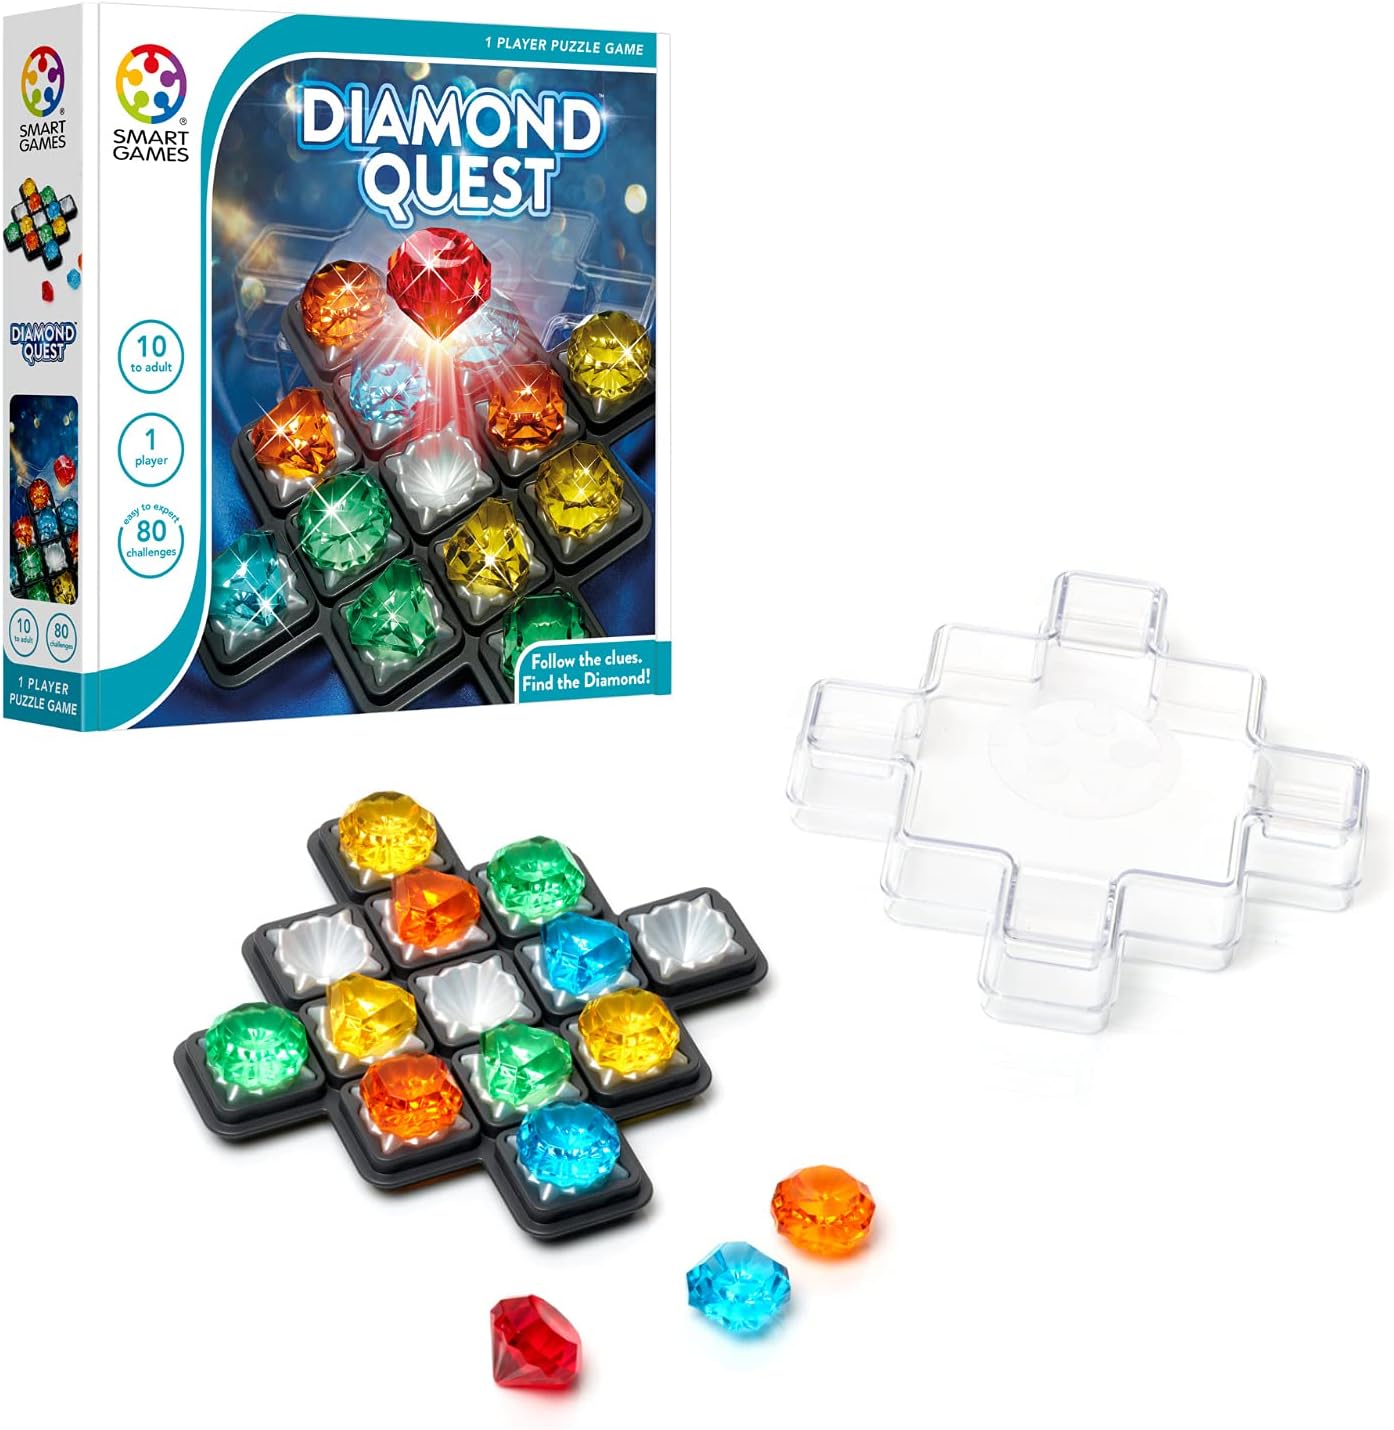 SMART
GAMES
®
DIAMOND
QUEST
10
to adult
80
challenges
1 PLAYER
PUZZLE GAME
SMART
GAMES
®
10
to adult
1
player
easy to expert
80
challenges
1 PLAYER PUZZLE GAME
DIAMOND™
QUEST
Follow the clues.
Find the Diamond!